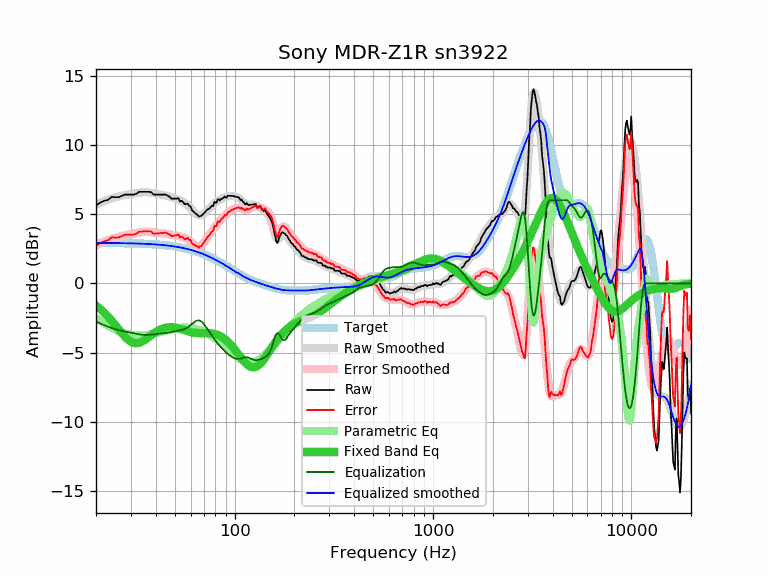 Sony MDR-Z1R sn3922
15
10
5
0
−5
−10
−15
Amplitude (dBr)
Target
Raw Smoothed
Error Smoothed
Raw
Error
Parametric Eq
Fixed Band Eq
Equalization
Equalized smoothed
100
1000
10000
Frequency (Hz)